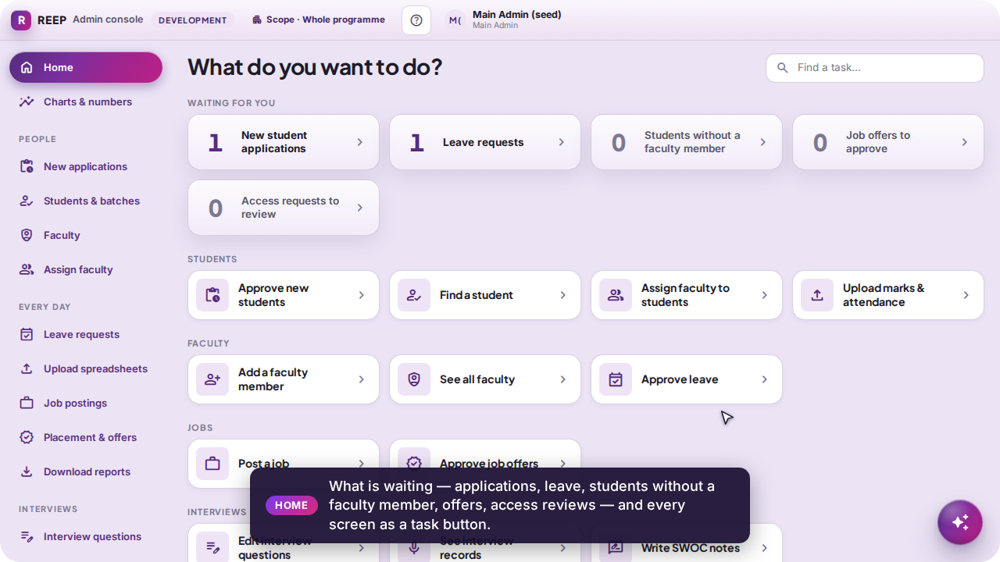 R REEP Admin console DEVELOPMENT Scope · Whole programme M( Main Admin (seed)
Main Admin
Home
Charts & numbers
PEOPLE
New applications
Students & batches
Faculty
Assign faculty
EVERY DAY
Leave requests
Upload spreadsheets
Job postings
Placement & offers
Download reports
INTERVIEWS
Interview questions
What do you want to do?
Find a task...
WAITING FOR YOU
1 New student
applications
1 Leave requests
0 Students without a
faculty member
0 Job offers to
approve
0 Access requests to
review
STUDENTS
Approve new
students
Find a student
Assign faculty to
students
Upload marks &
attendance
FACULTY
Add a faculty
member
See all faculty
Approve leave
JOBS
Post a job
Approve job offers
INTERVIEWS
Edit interview
questions
See interview
records
Write SWOC notes
HOME
What is waiting — applications, leave, students without a
faculty member, offers, access reviews — and every
screen as a task button.